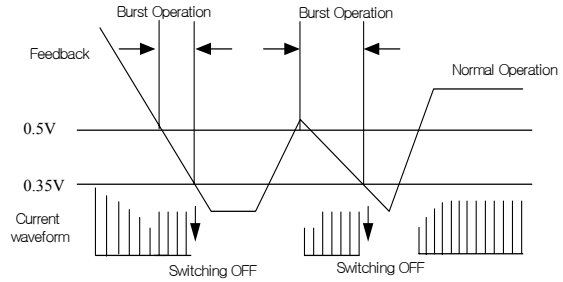 Burst Operation
Burst Operation
Feedback
Normal Operation
0.5V
0.35V
Current
waveform
Switching OFF
Switching OFF